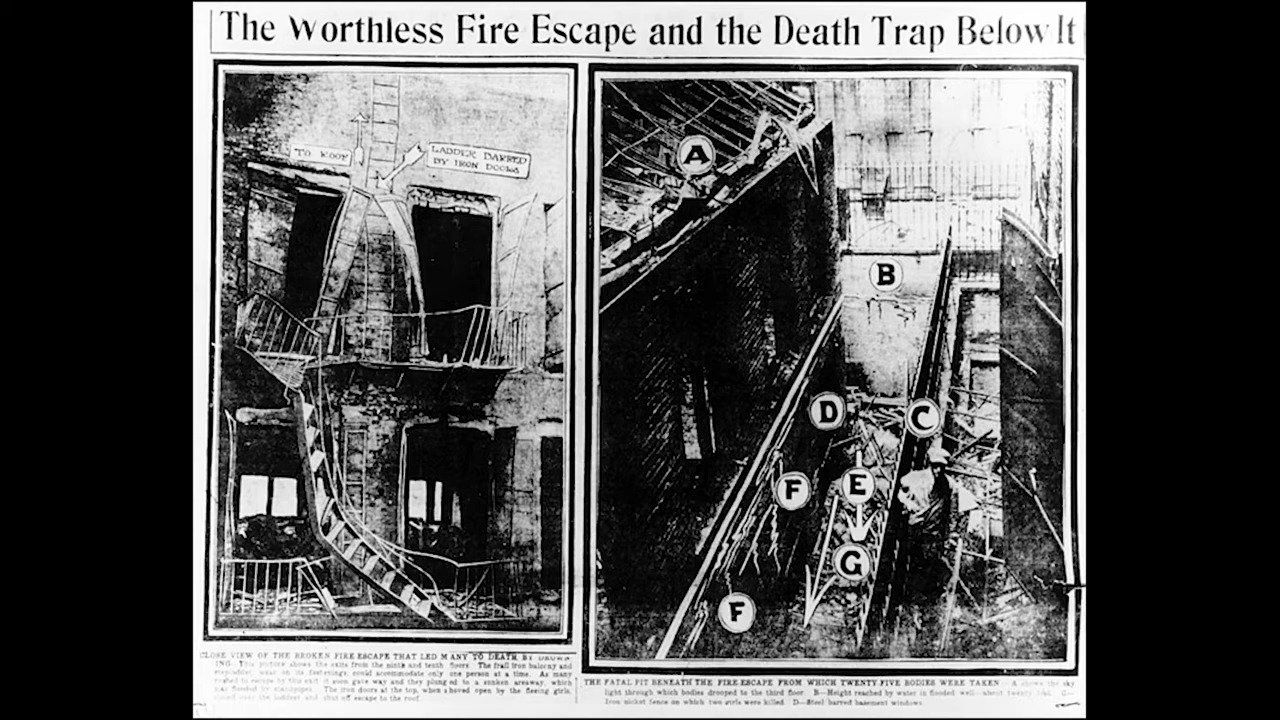 The Worthless Fire Escape and the Death Trap Below It
TO ROOF
LADDER BARRED
BY IRON DOORS
A
B
D
C
F
E
G
F
CLOSE VIEW OF THE BROKEN FIRE ESCAPE THAT LED MANY TO DEATH BY DROWN-
ING—This picture shows the exits from the ninth and tenth floors. The frail iron balcony and
stepladder, on its fastenings, could accommodate only one person at a time. As many
rushed to escape by this exit it soon gave way and they plunged to a sunken areaway, which
was flooded by standpipes. The iron doors at the top, when shoved open by the fleeing girls,
the ladders and shut off escape to the roof.
THE FATAL PIT BENEATH THE FIRE-ESCAPE FROM WHICH TWENTY-FIVE BODIES WERE TAKEN—A shows the sky
light through which bodies dropped to the third floor. B—Height reached by water in flooded well—about twenty feet. C—
Iron picket fence on which two girls were killed. D—Steel barred basement windows